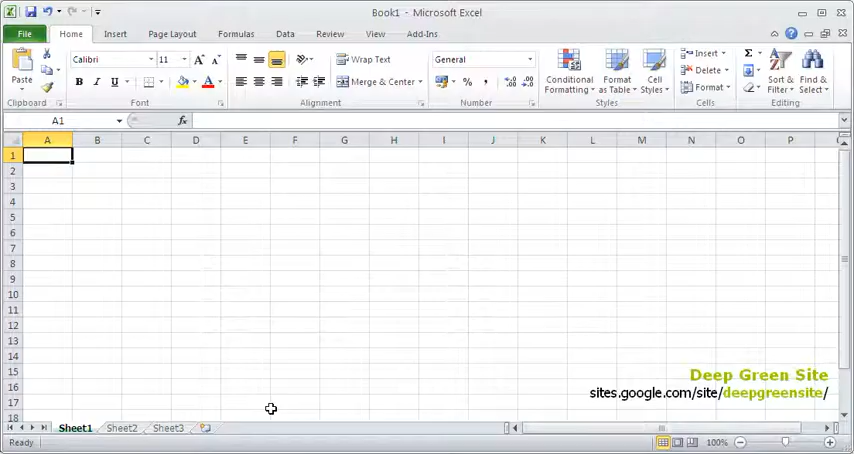 Book1 - Microsoft Excel
File Home Insert Page Layout Formulas Data Review View Add-Ins
Paste
Calibri 11
B I U A
Wrap Text
Merge & Center
General
% ,
Conditional Formatting
Format as Table
Cell Styles
Insert
Delete
Format
Σ
Sort & Filter
Find & Select
Clipboard Font Alignment Number Styles Cells Editing
A1 fx
A B C D E F G H I J K L M N O P
1
2
3
4
5
6
7
8
9
10
11
12
13
14
15
16
17
18
Deep Green Site
sites.google.com/site/deepgreensite/
Sheet1 Sheet2 Sheet3
Ready 100%